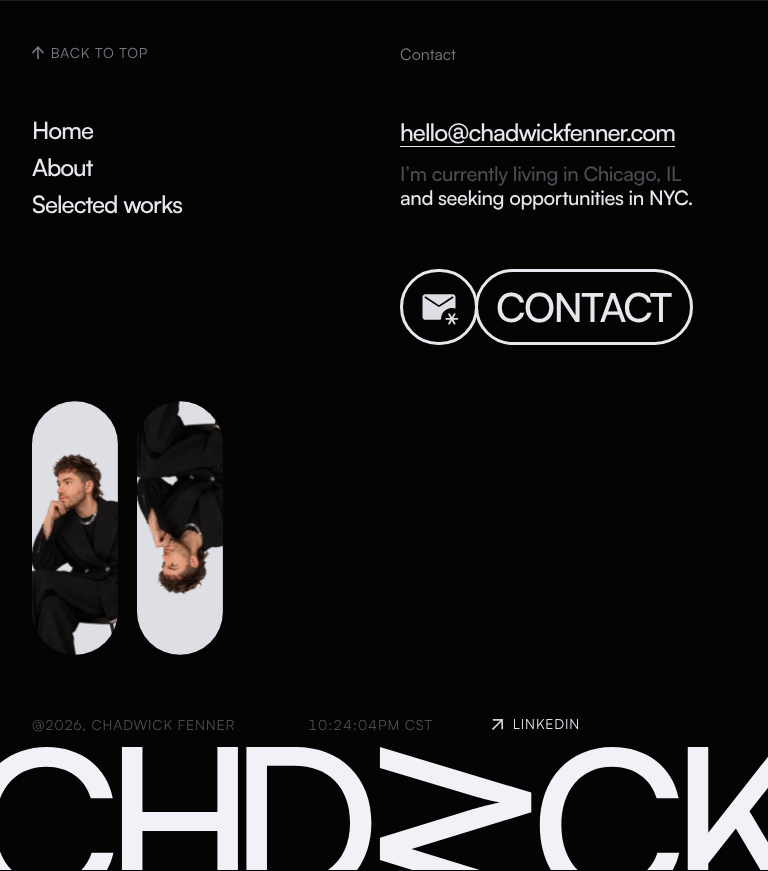 BACK TO TOP
Contact
Home
About
Selected works
hello@chadwickfenner.com
I'm currently living in Chicago, IL
and seeking opportunities in NYC.
CONTACT
@2026, CHADWICK FENNER
10:24:04PM CST
LINKEDIN
CHDWCK